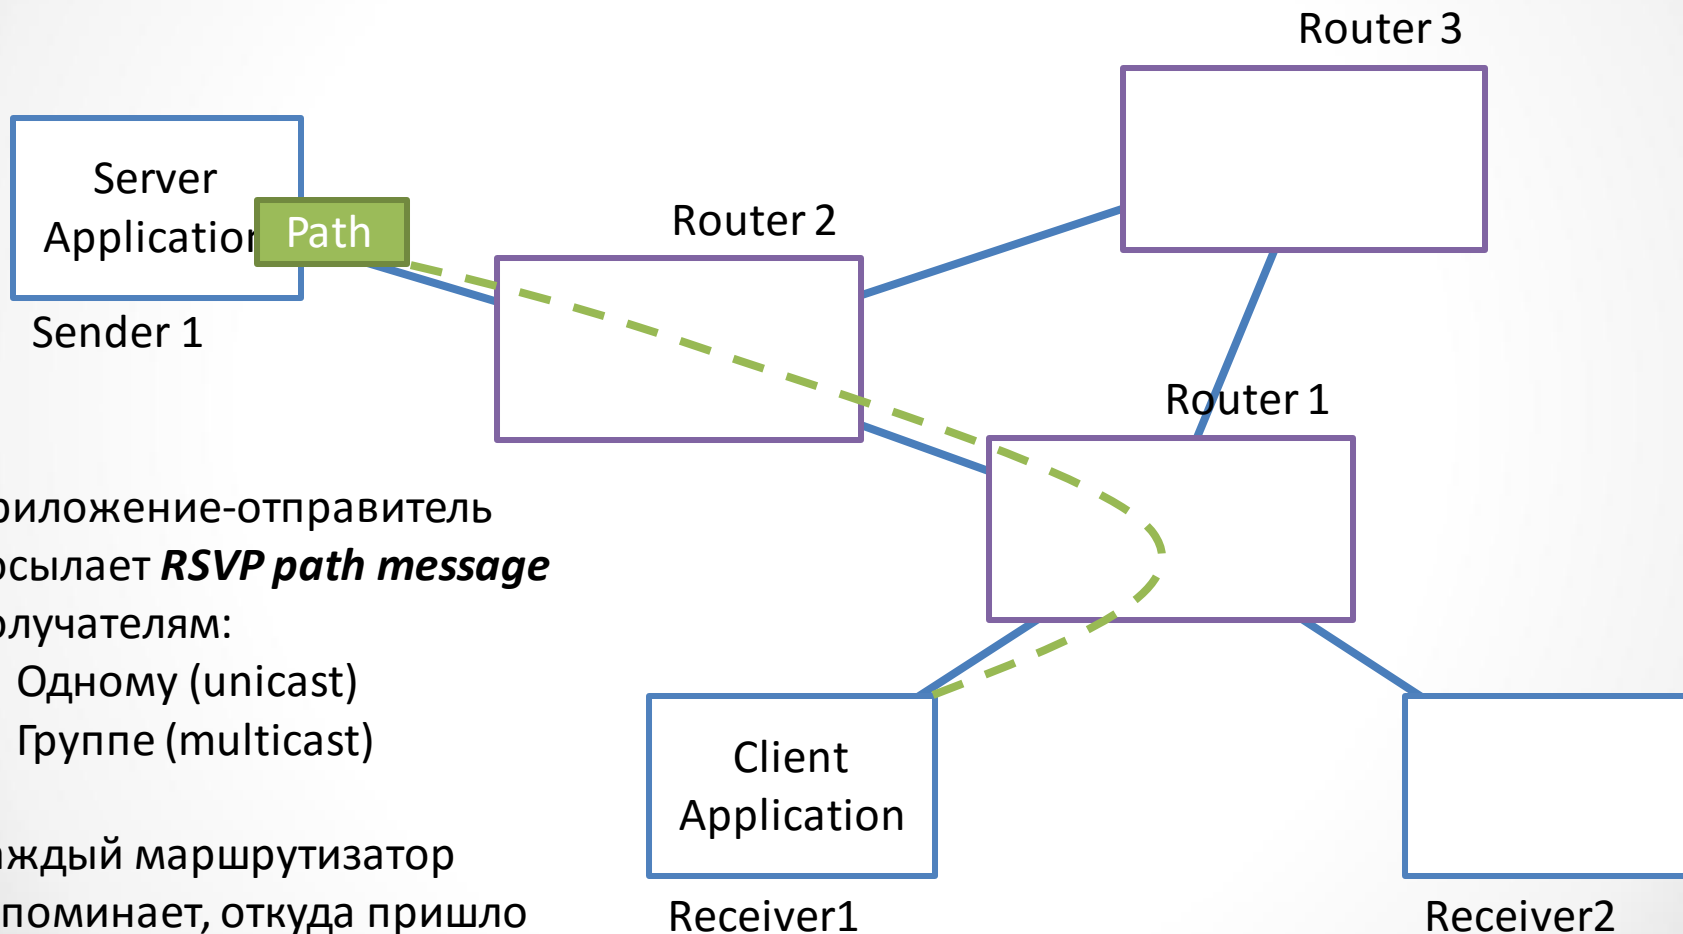 Router 3
Server
Application
Path
Router 2
Sender 1
Router 1
риложение-отправитель
осылает RSVP path message
олучателям:
Одному (unicast)
Группе (multicast)
Client
Application
аждый маршрутизатор
поминает, откуда пришло
Receiver1
Receiver2